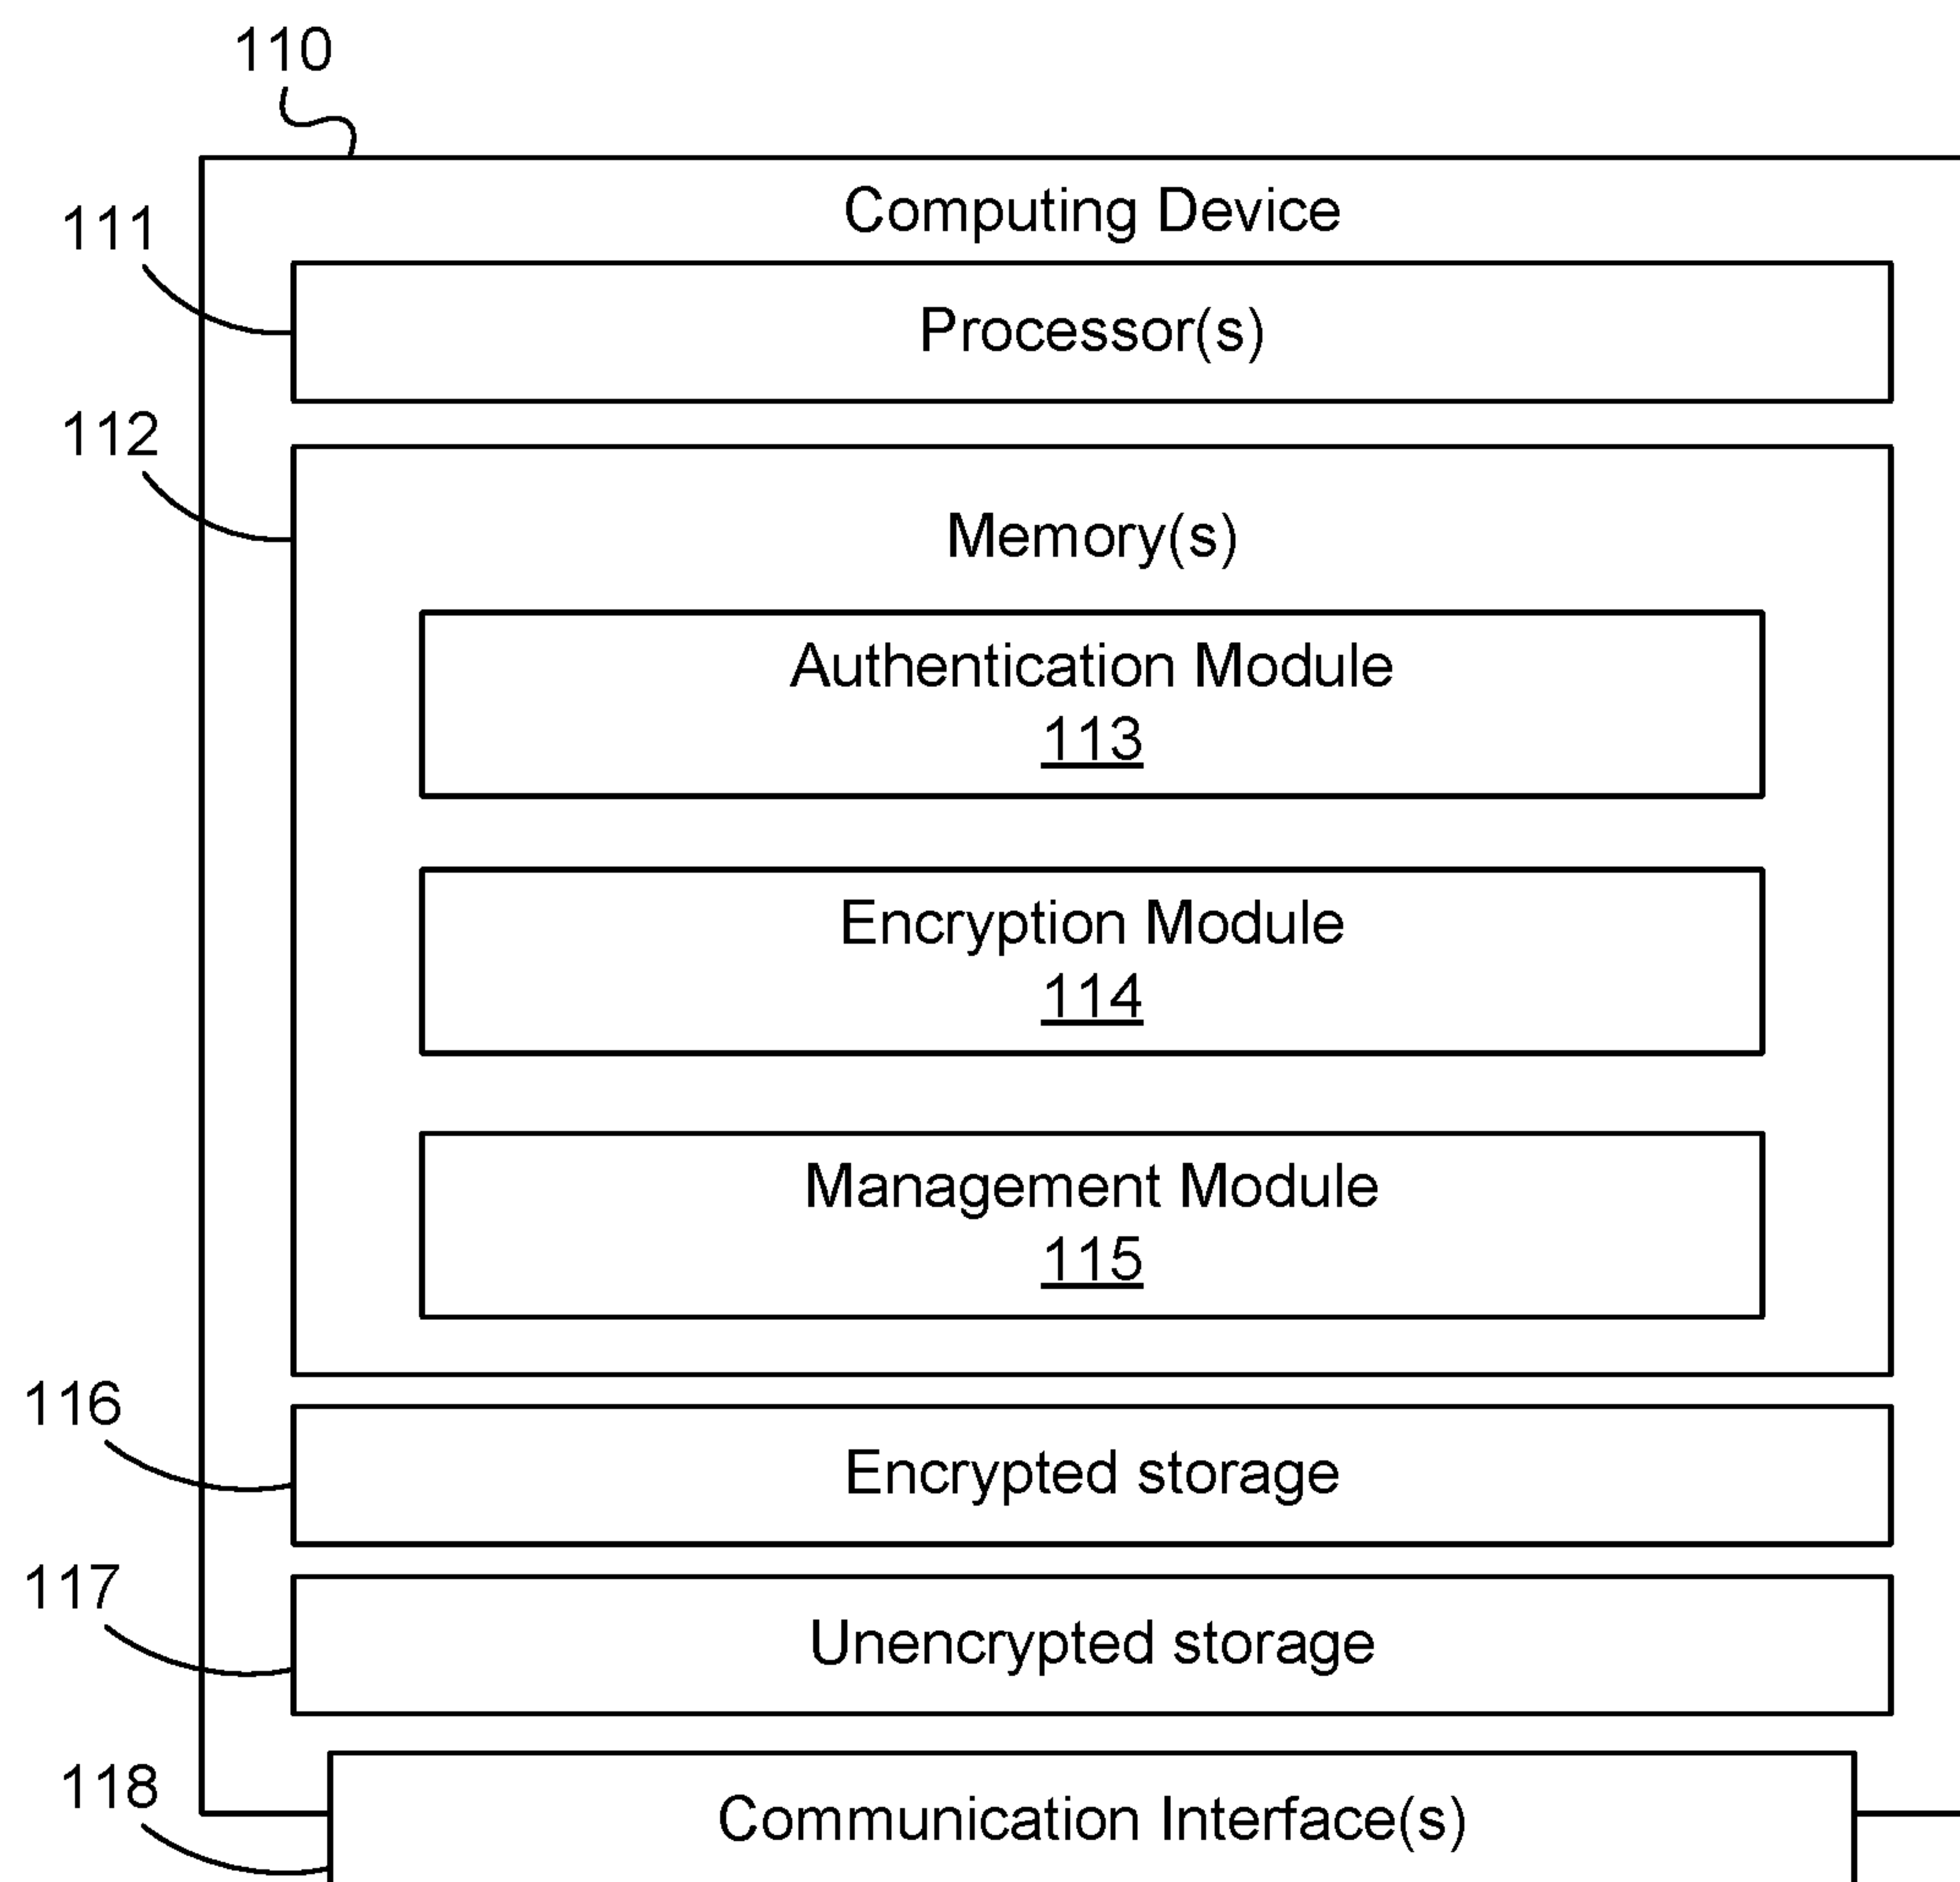 110
Computing Device
111
Processor(s)
112
Memory(s)
Authentication Module
113
Encryption Module
114
Management Module
115
116
Encrypted storage
117
Unencrypted storage
118
Communication Interface(s)